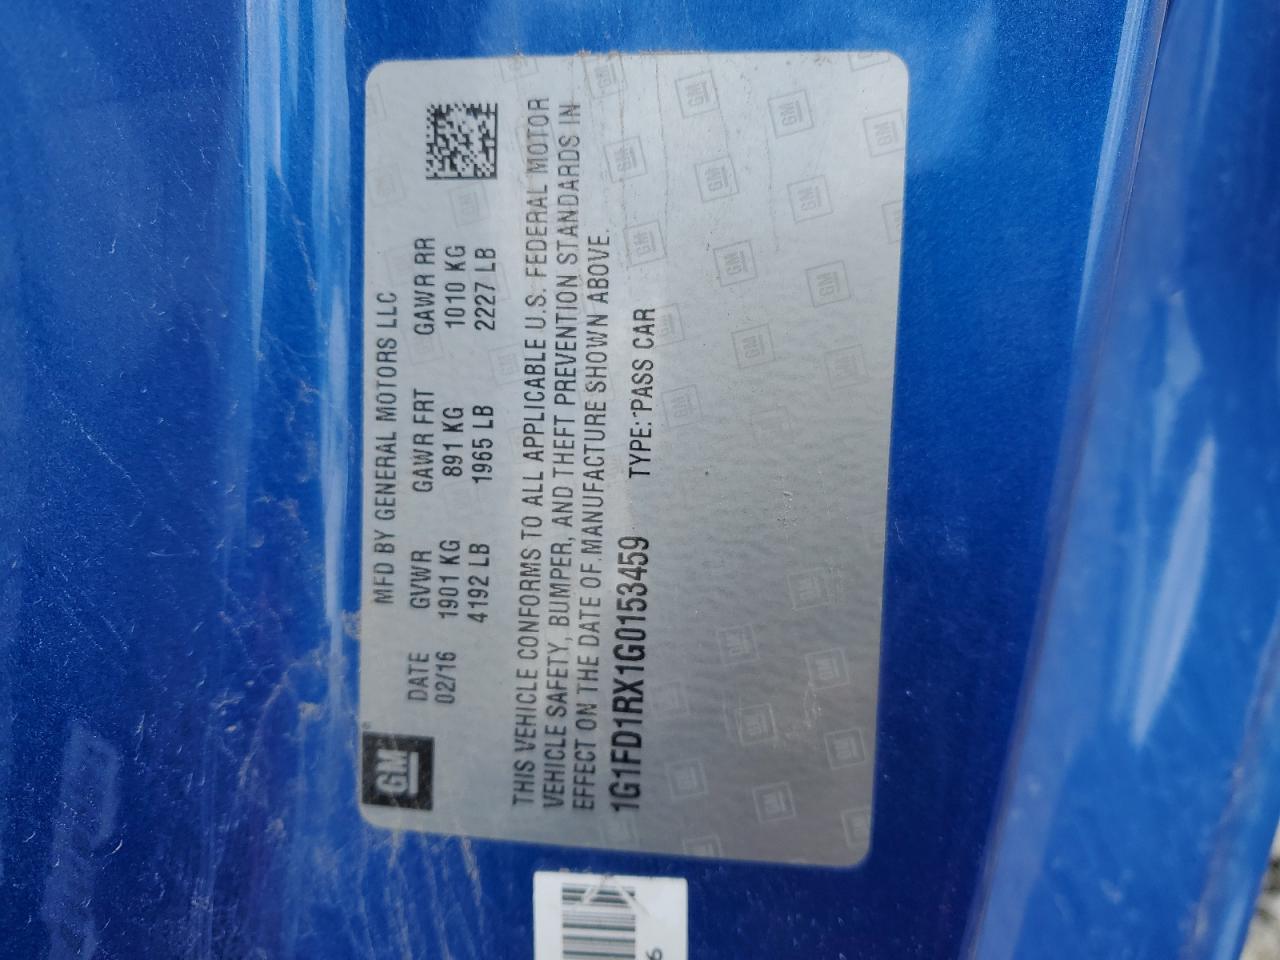 GM
MFD BY GENERAL MOTORS LLC
DATE GVWR GAWR FRT GAWR RR
02/16 1901 KG 891 KG 1010 KG
4192 LB 1965 LB 2227 LB
THIS VEHICLE CONFORMS TO ALL APPLICABLE U.S. FEDERAL MOTOR
VEHICLE SAFETY, BUMPER, AND THEFT PREVENTION STANDARDS IN
EFFECT ON THE DATE OF MANUFACTURE SHOWN ABOVE.
1G1FD1RX1G0153459 TYPE: PASS CAR
6